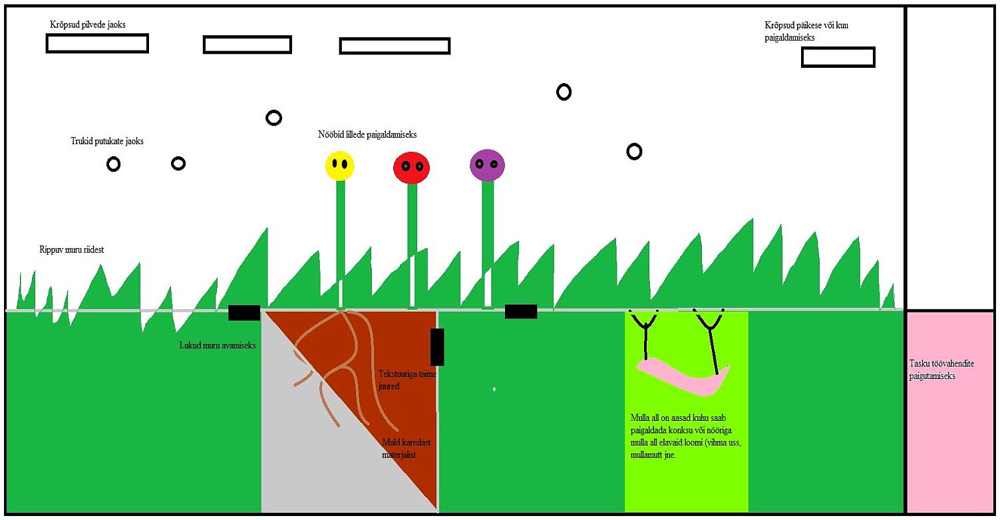 Krõpsud pilvede jaoks
Krõpsud päikese või kuu
paigaldamiseks
Trukid putukate jaoks
Nööbid lillede paigaldamiseks
Rippuv muru riidest
Lukud muru avamiseks
Tekstuuriga taime
juured
Muld karedast
materjalist
Mulla all on aasad kuhu saab
paigaldada konksu või nööriga
mulla all elavaid loomi (vihma uss,
mullamutt jne.
Tasku töövahendite
paigutamiseks